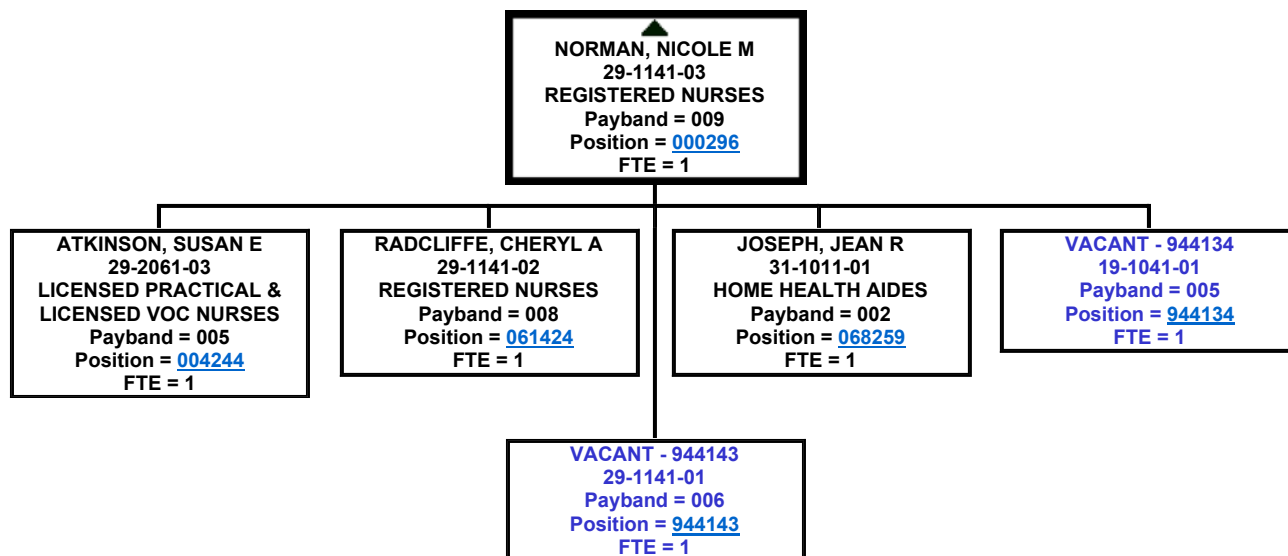 NORMAN, NICOLE M
29-1141-03
REGISTERED NURSES
Payband = 009
Position = 000296
FTE = 1
ATKINSON, SUSAN E
29-2061-03
LICENSED PRACTICAL &
LICENSED VOC NURSES
Payband = 005
Position = 004244
FTE = 1
RADCLIFFE, CHERYL A
29-1141-02
REGISTERED NURSES
Payband = 008
Position = 061424
FTE = 1
JOSEPH, JEAN R
31-1011-01
HOME HEALTH AIDES
Payband = 002
Position = 068259
FTE = 1
VACANT - 944134
19-1041-01
Payband = 005
Position = 944134
FTE = 1
VACANT - 944143
29-1141-01
Payband = 006
Position = 944143
FTE = 1